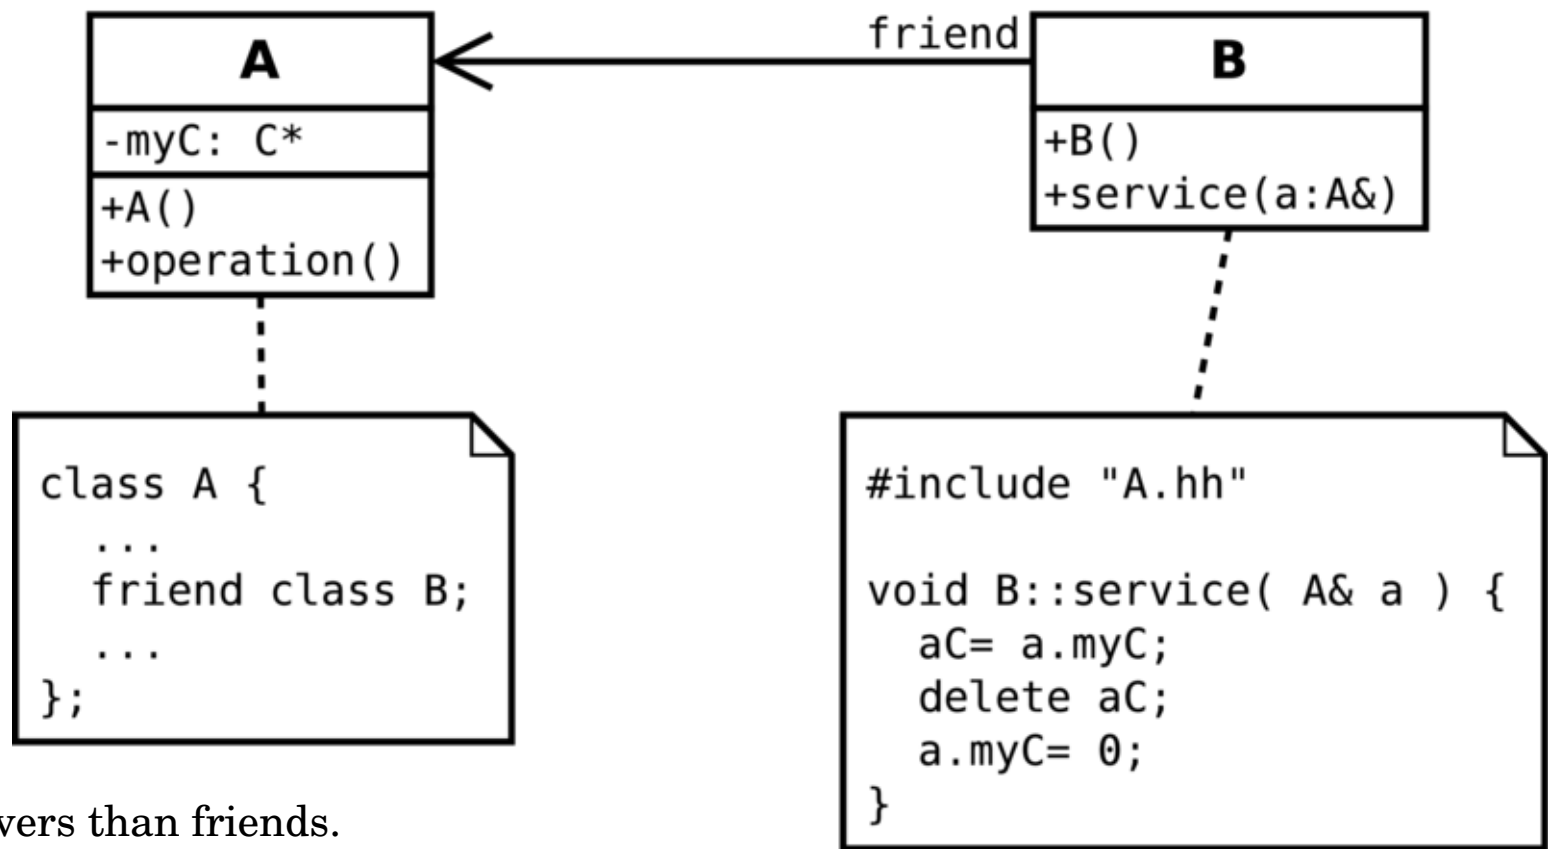 A
-myC: C*
+A()
+operation()
friend
B
+B()
+service(a:A&)
class A {
...
friend class B;
...
};
#include "A.hh"
void B::service( A& a ) {
aC= a.myC;
delete aC;
a.myC= 0;
}
than friends.